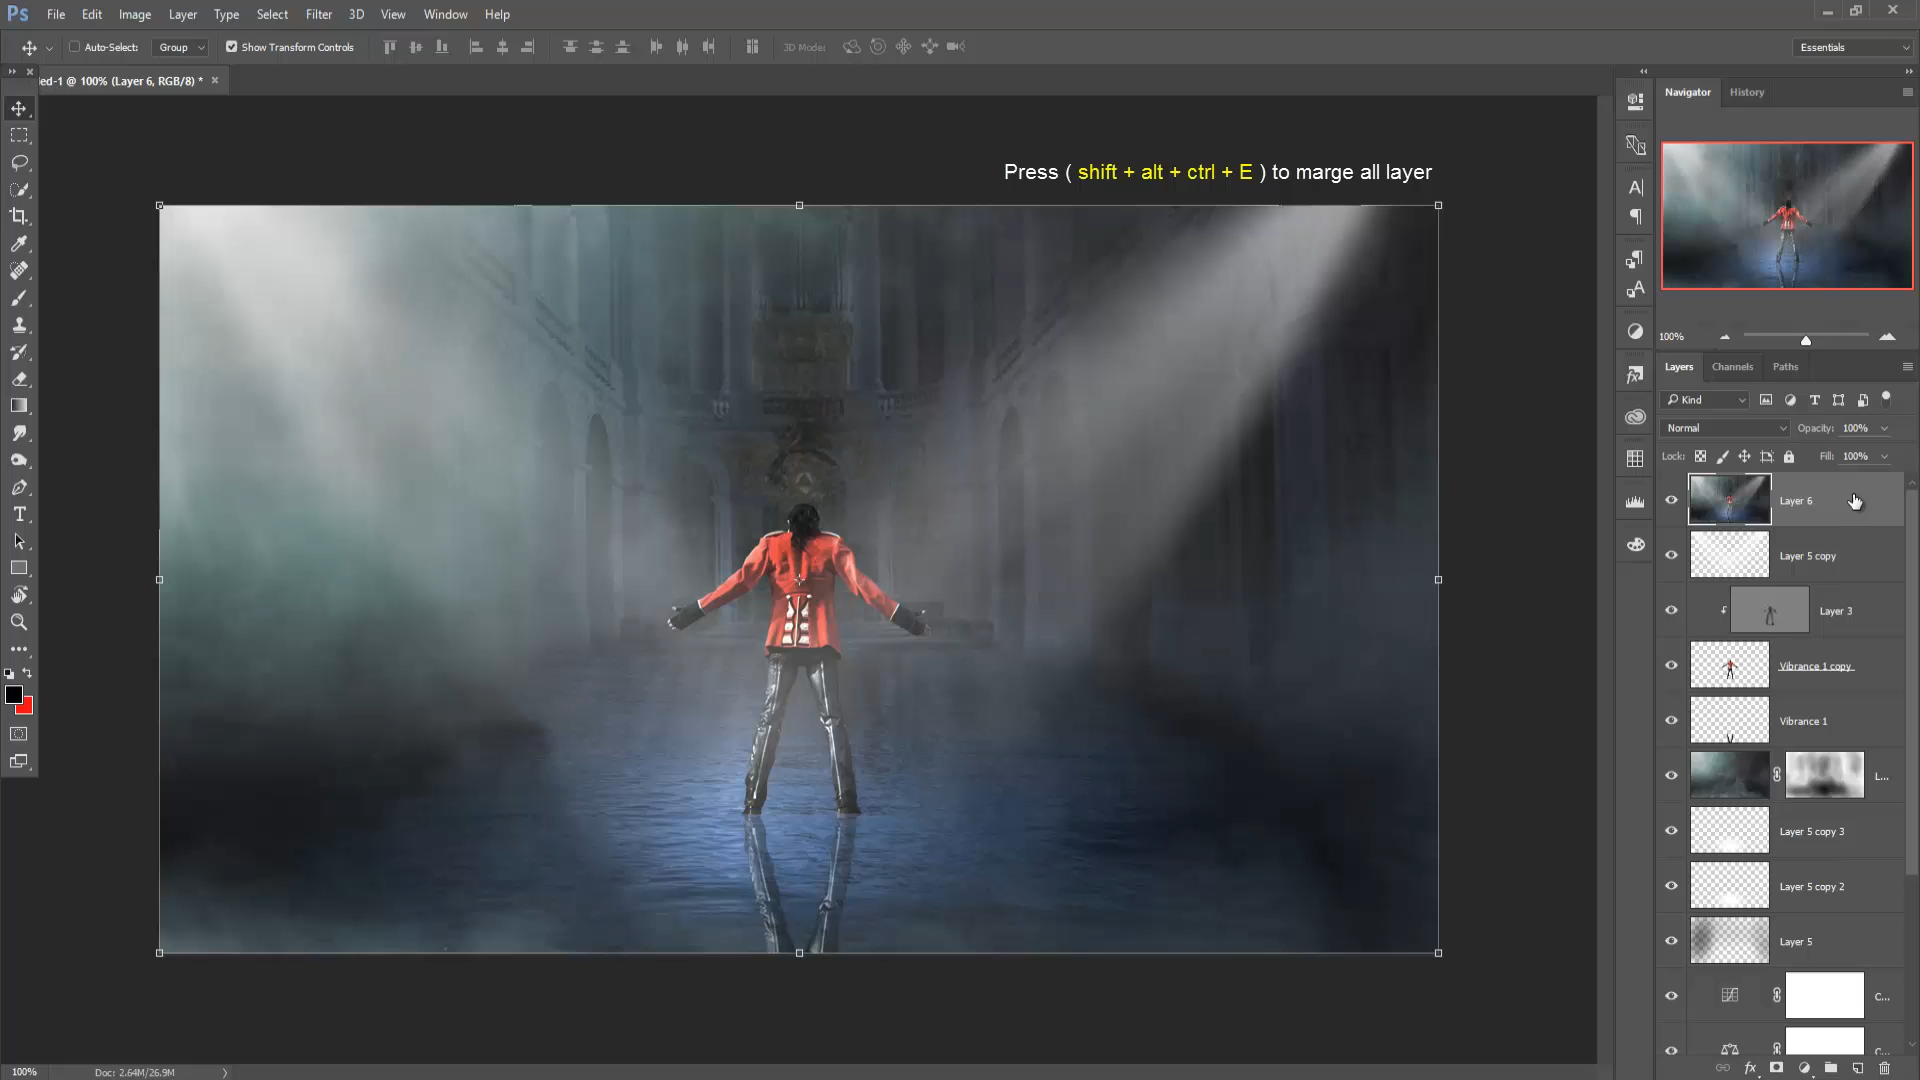 Ps File Edit Image Layer Type Select Filter 3D View Window Help
Auto-Select: Group Show Transform Controls 3D Mode: Essentials
ed-1 @ 100% (Layer 6, RGB/8) *
Navigator History
Press ( shift + alt + ctrl + E ) to marge all layer
100%
Layers Channels Paths
Kind
Normal Opacity: 100%
Lock: Fill: 100%
Layer 6
Layer 5 copy
Layer 3
Vibrance 1 copy
Vibrance 1
L...
Layer 5 copy 3
Layer 5 copy 2
Layer 5
C...
C...
100% Doc: 2.64M/26.9M